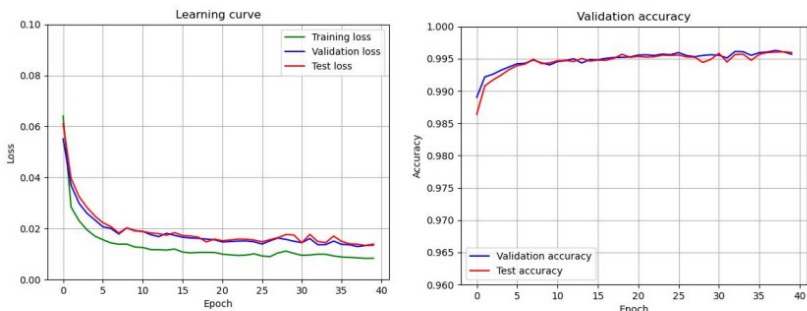 Learning curve
0.10
0.08
0.06
0.04
0.02
0.00
Loss
Training loss
Validation loss
Test loss
0 5 10 15 20 25 30 35 40
Epoch
Validation accuracy
1.000
0.995
0.990
0.985
0.980
0.975
0.970
0.965
0.960
Accuracy
Validation accuracy
Test accuracy
0 5 10 15 20 25 30 35 40
Epoch